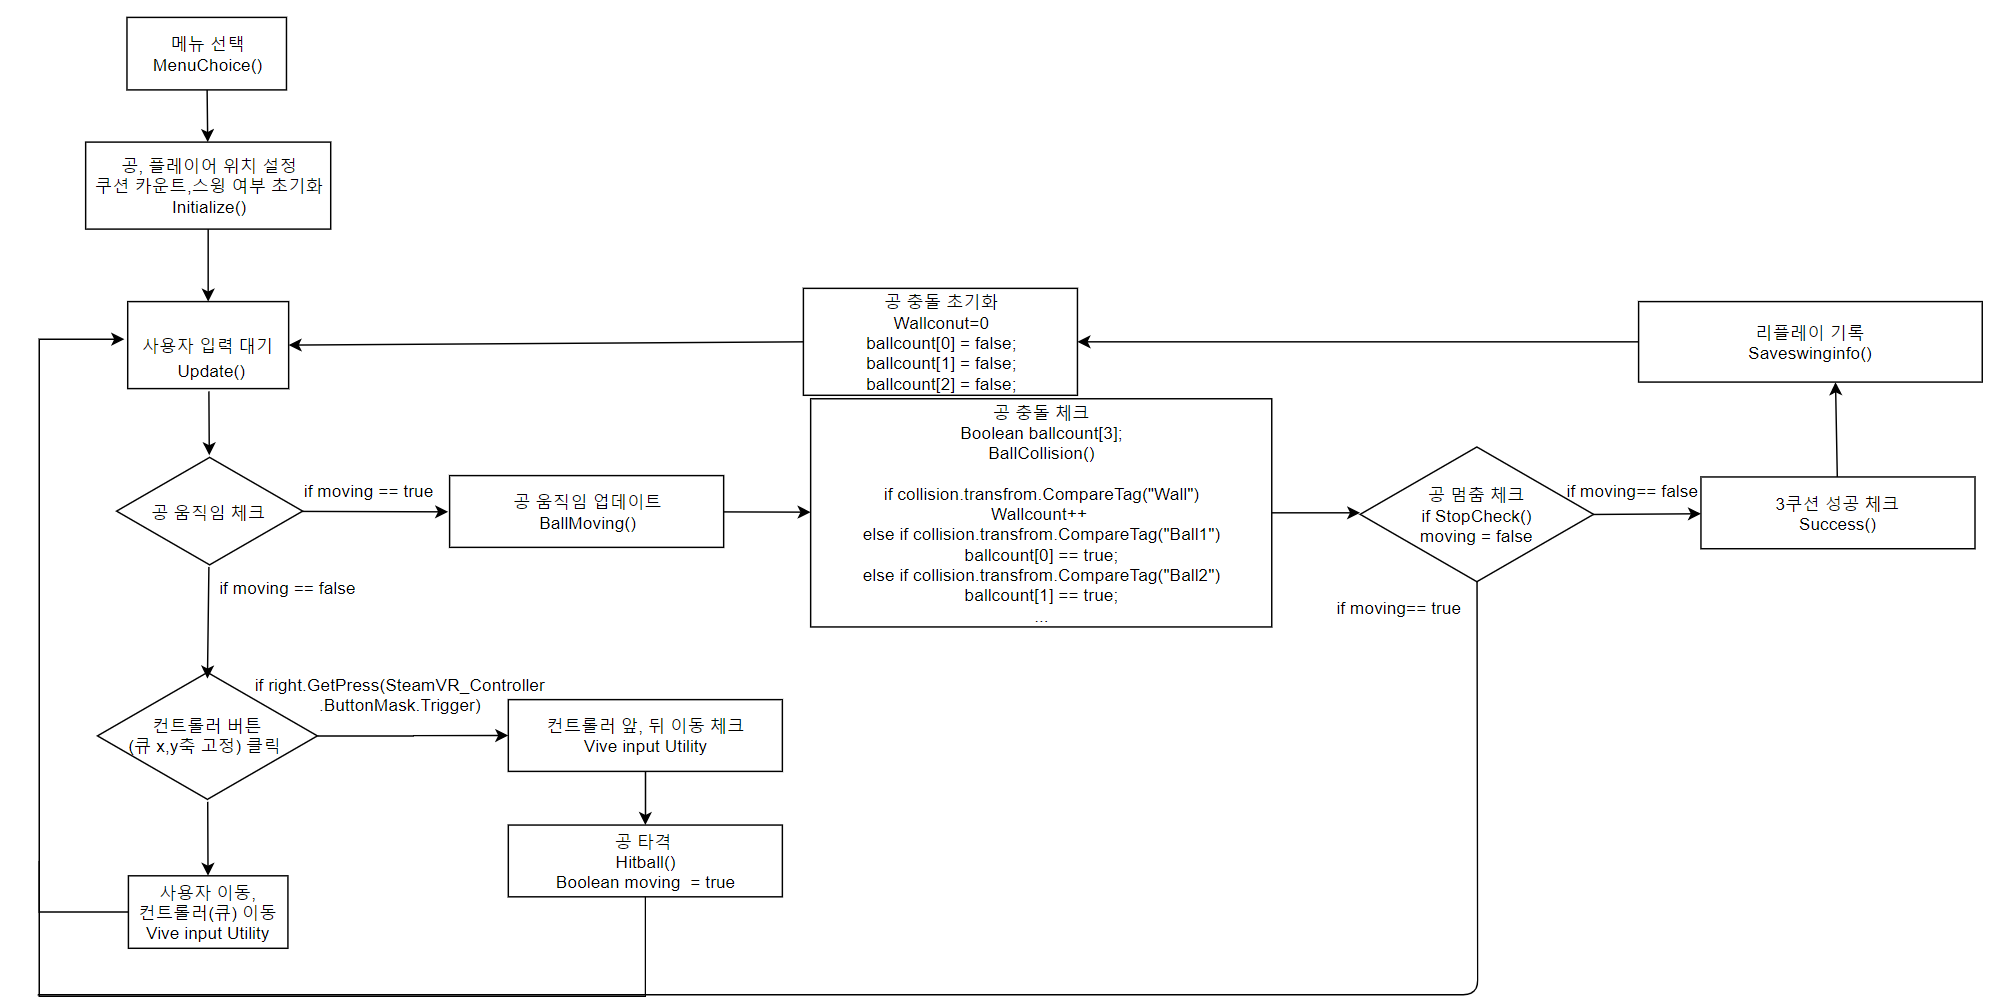 메뉴 선택
MenuChoice()
공, 플레이어 위치 설정
쿠션 카운트,스윙 여부 초기화
Initialize()
사용자 입력 대기
Update()
공 충돌 초기화
Wallconut=0
ballcount[0] = false;
ballcount[1] = false;
ballcount[2] = false;
리플레이 기록
Saveswinginfo()
공 움직임 체크
if moving == true
공 움직임 업데이트
BallMoving()
공 충돌 체크
Boolean ballcount[3];
BallCollision()
if collision.transfrom.CompareTag("Wall")
Wallcount++
else if collision.transfrom.CompareTag("Ball1")
ballcount[0] == true;
else if collision.transfrom.CompareTag("Ball2")
ballcount[1] == true;
...
공 멈춤 체크
if StopCheck()
moving = false
if moving== false
3쿠션 성공 체크
Success()
if moving== true
if moving == false
컨트롤러 버튼
(큐 x,y축 고정) 클릭
if right.GetPress(SteamVR_Controller
.ButtonMask.Trigger)
컨트롤러 앞, 뒤 이동 체크
Vive input Utility
공 타격
Hitball()
Boolean moving  = true
사용자 이동,
컨트롤러(큐) 이동
Vive input Utility